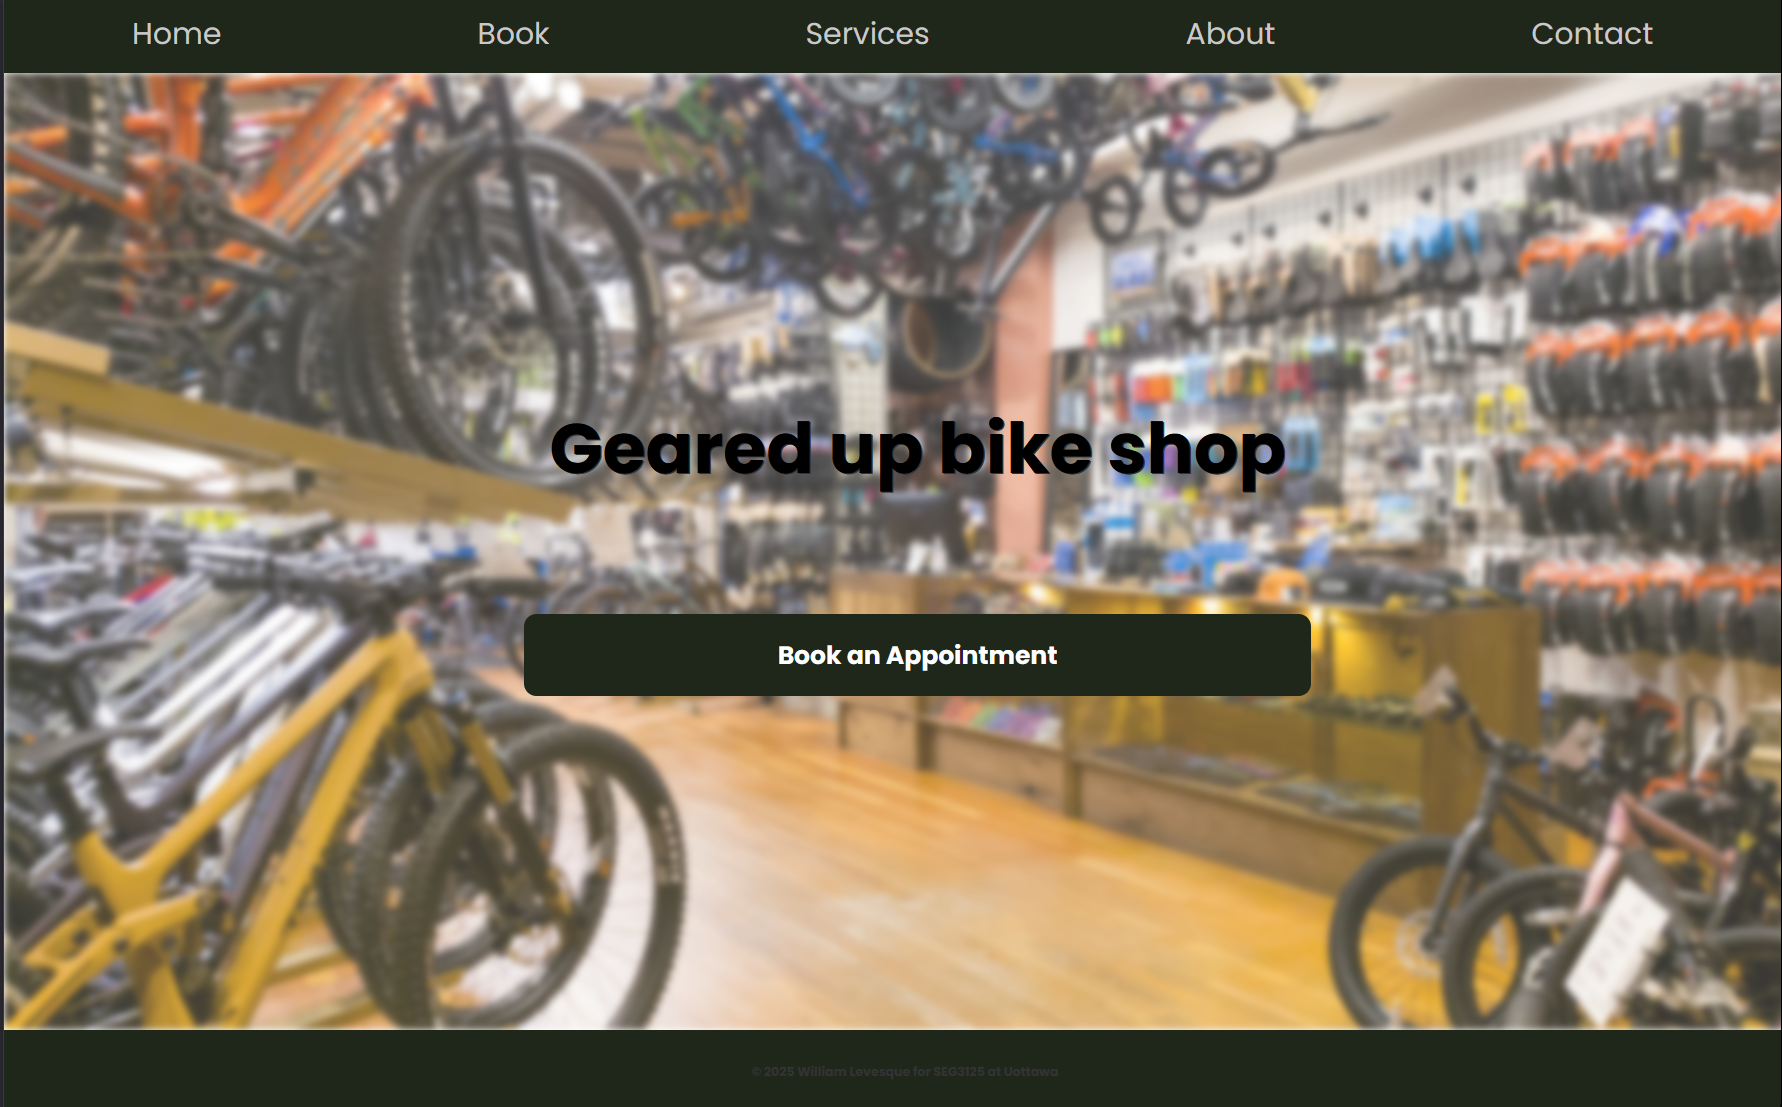 Home Book Services About Contact
Geared up bike shop
Book an Appointment
© 2025 William Levesque for SEG3125 at Uottawa